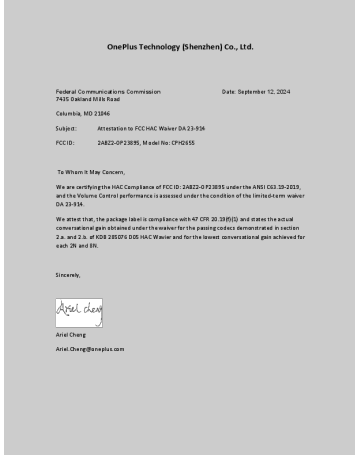 OnePlus Technology (Shenzhen) Co., Ltd.
Federal Communications Commission Date: September 12, 2024
7435 Oakland Mills Road
Columbia, MD 21046
Subject: Attestation to FCC HAC Waiver DA 23-914
FCC ID: 2ABZ2-OP23895, Model No: CPH2655
To Whom It May Concern,
We are certifying the HAC Compliance of FCC ID: 2ABZ2-OP23895 under the ANSI C63.19-2019,
and the Volume Control performance is assessed under the condition of the limited-term waiver
DA 23-914.
We attest that, the package label is compliance with 47 CFR 20.19(f)(1) and states the actual
conversational gain obtained under the waiver for the passing codecs demonstrated in section
2.a. and 2.b. of KDB 285076 D05 HAC Wavier and for the lowest conversational gain achieved for
each 2N and 8N.
Sincerely,
Ariel Cheng
Ariel Cheng
Ariel.Cheng@oneplus.com